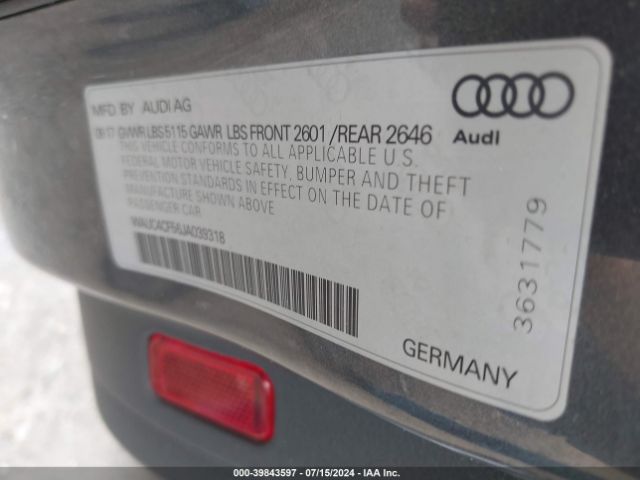 MFD BY AUDI AG
08 17 GVWR LBS 5115 GAWR LBS FRONT 2601 /REAR 2646
THIS VEHICLE CONFORMS TO ALL APPLICABLE U.S.
FEDERAL MOTOR VEHICLE SAFETY, BUMPER AND THEFT
PREVENTION STANDARDS IN EFFECT ON THE DATE OF
MANUFACTURE SHOWN ABOVE
PASSENGER CAR
WAUC4CF56JA039318
Audi
3631779
GERMANY
000-39843597 / 07/15/2024 - IAA Inc.